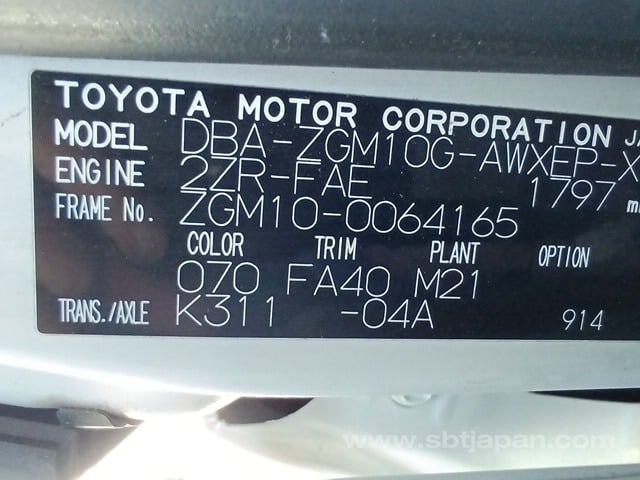 TOYOTA MOTOR CORPORATION JA
MODEL DBA-ZGM10G-AWXEP-X
ENGINE 2ZR-FAE 1797 m
FRAME No. ZGM10-0064165
COLOR TRIM PLANT OPTION
070 FA40 M21
TRANS./AXLE K311 -04A 914
www.sbtjapan.com